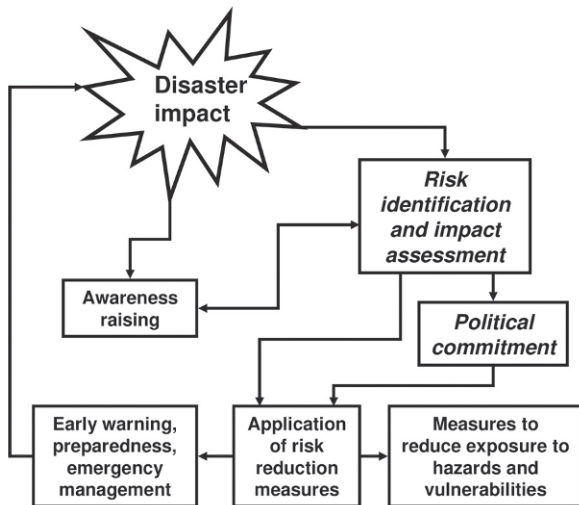 Disaster
impact
Risk
identification
and impact
assessment
Awareness
raising
Political
commitment
Early warning,
preparedness,
emergency
management
Application
of risk
reduction
measures
Measures to
reduce exposure to
hazards and
vulnerabilities